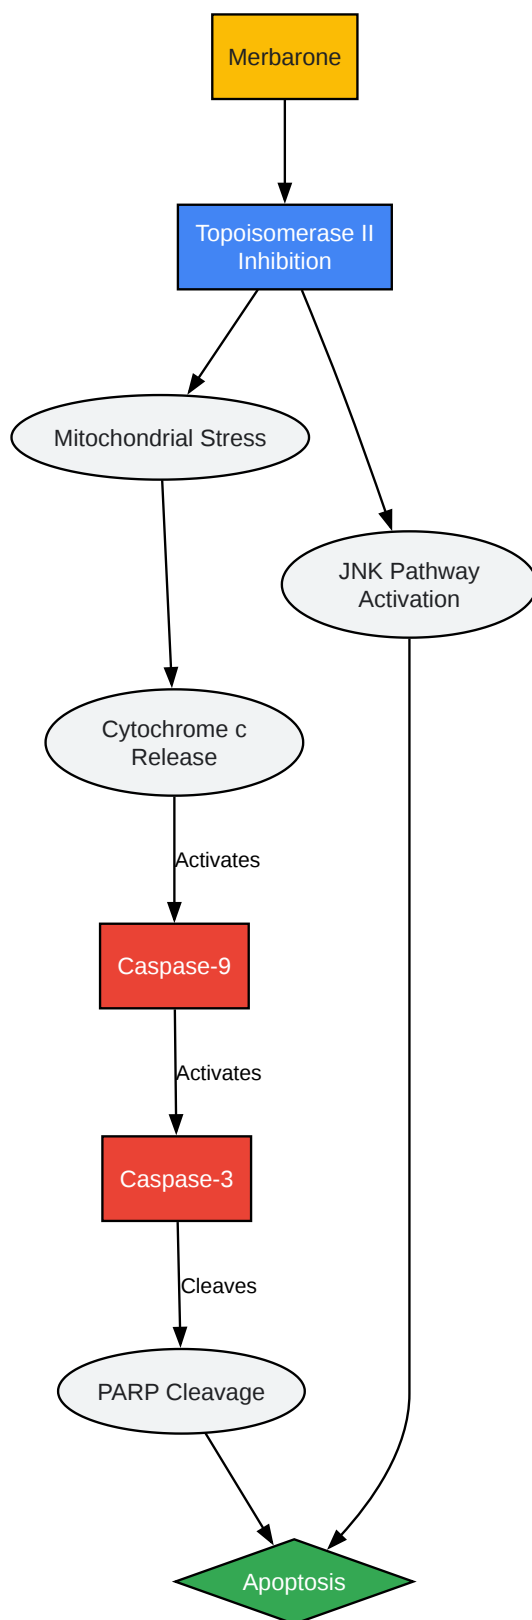 Merbarone
Topoisomerase II
Inhibition
Mitochondrial Stress
JNK Pathway
Activation
Cytochrome c
Release
Activates
Caspase-9
Activates
Caspase-3
Cleaves
PARP Cleavage
Apoptosis